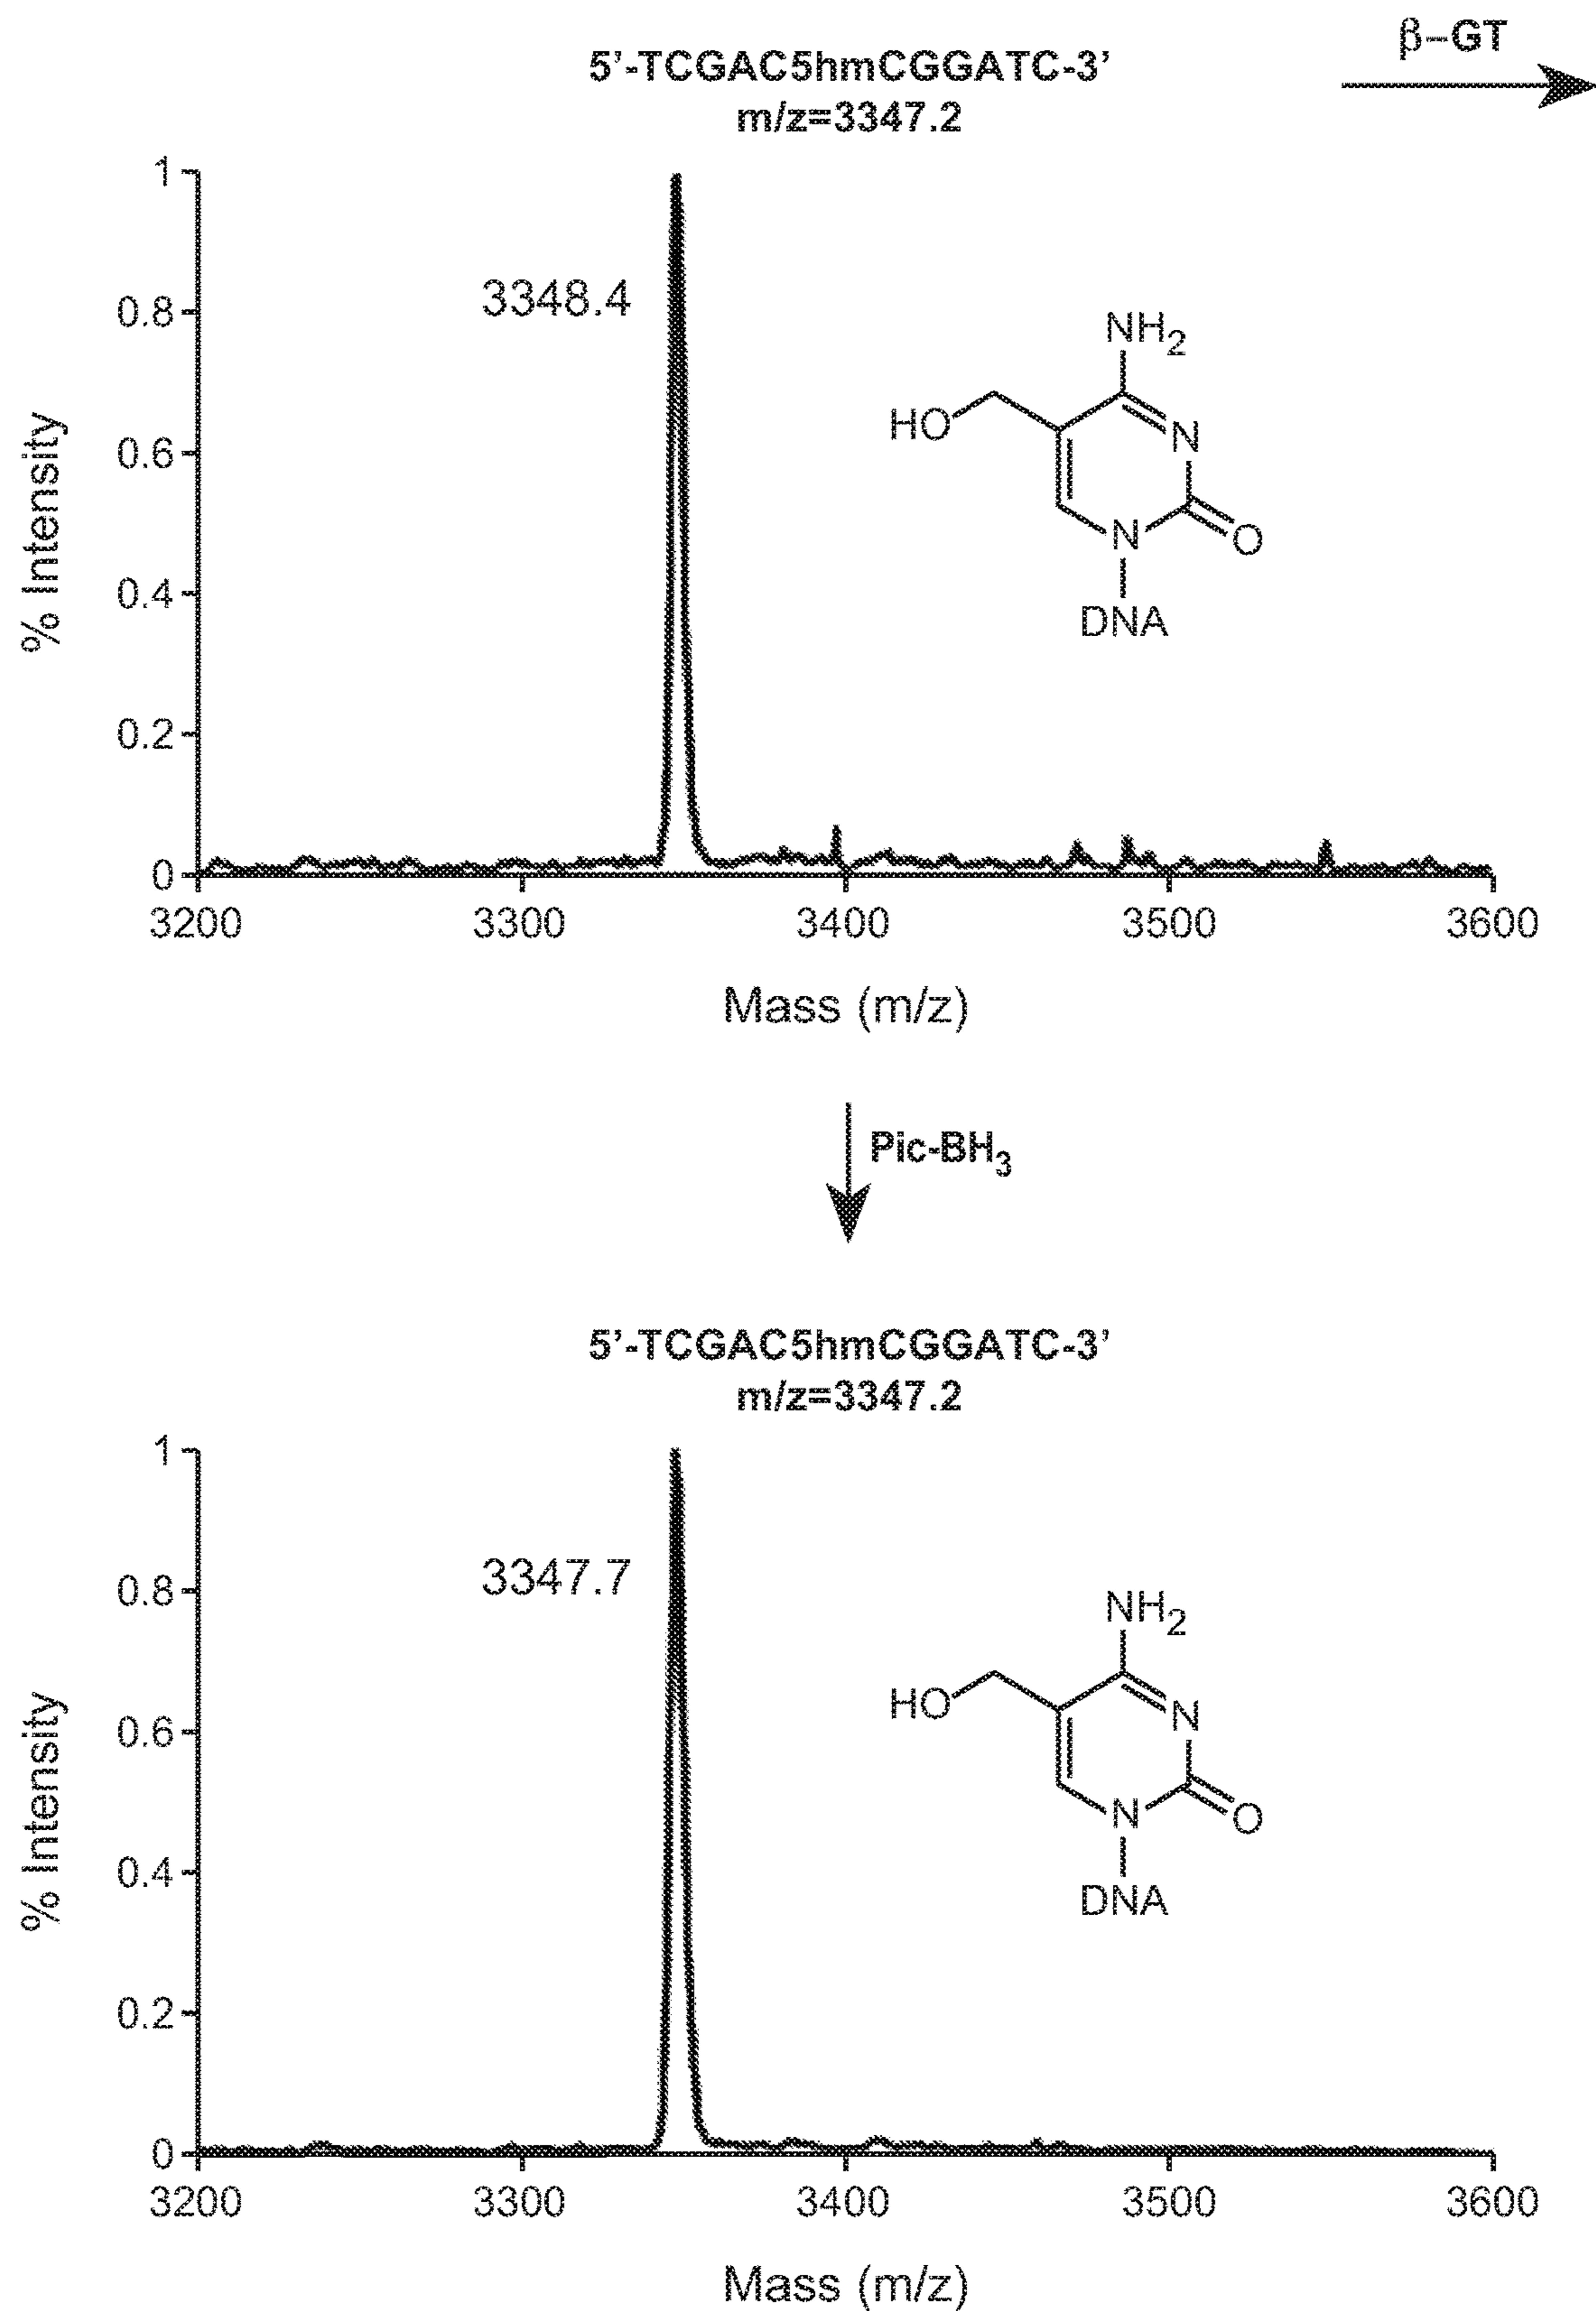 β–GT
5'-TCGAC5hmCGGATC-3'
m/z=3347.2
% Intensity
1
0.8
0.6
0.4
0.2
0
3348.4
NH2
HO
N
N
O
DNA
3200
3300
3400
3500
3600
Mass (m/z)
Pic-BH3
5'-TCGAC5hmCGGATC-3'
m/z=3347.2
% Intensity
1
0.8
0.6
0.4
0.2
0
3347.7
NH2
HO
N
N
O
DNA
3200
3300
3400
3500
3600
Mass (m/z)